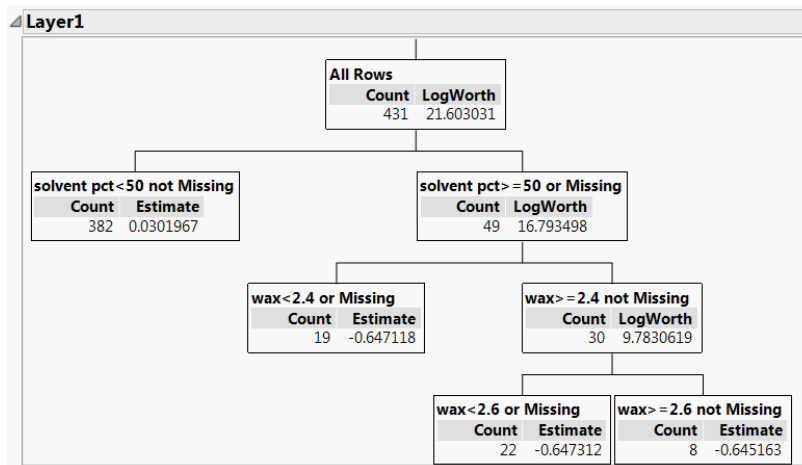 Layer1
All Rows
Count LogWorth
431 21.603031
solvent pct<50 not Missing
Count Estimate
382 0.0301967
solvent pct>=50 or Missing
Count LogWorth
49 16.793498
wax<2.4 or Missing
Count Estimate
19 -0.647118
wax>=2.4 not Missing
Count LogWorth
30 9.7830619
wax<2.6 or Missing
Count Estimate
22 -0.647312
wax>=2.6 not Missing
Count Estimate
8 -0.645163